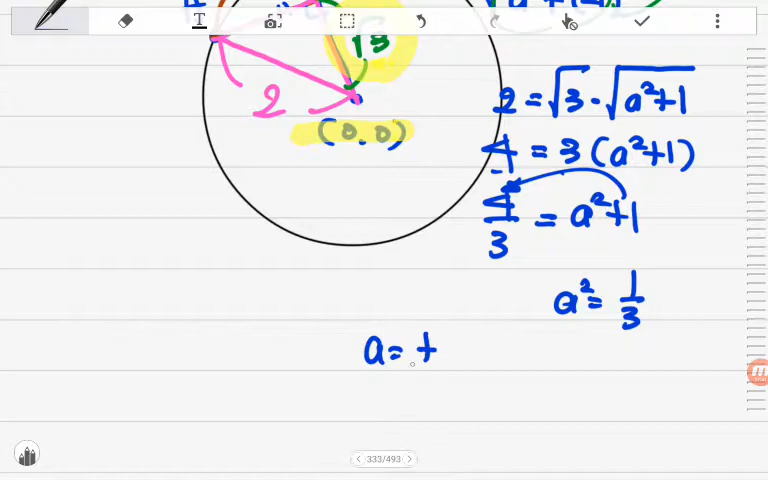 √3
2
(0, 0)
2 = √3 · √a²+1
4 = 3 (a²+1)
4/3 = a²+1
a² = 1/3
a = +
333/493